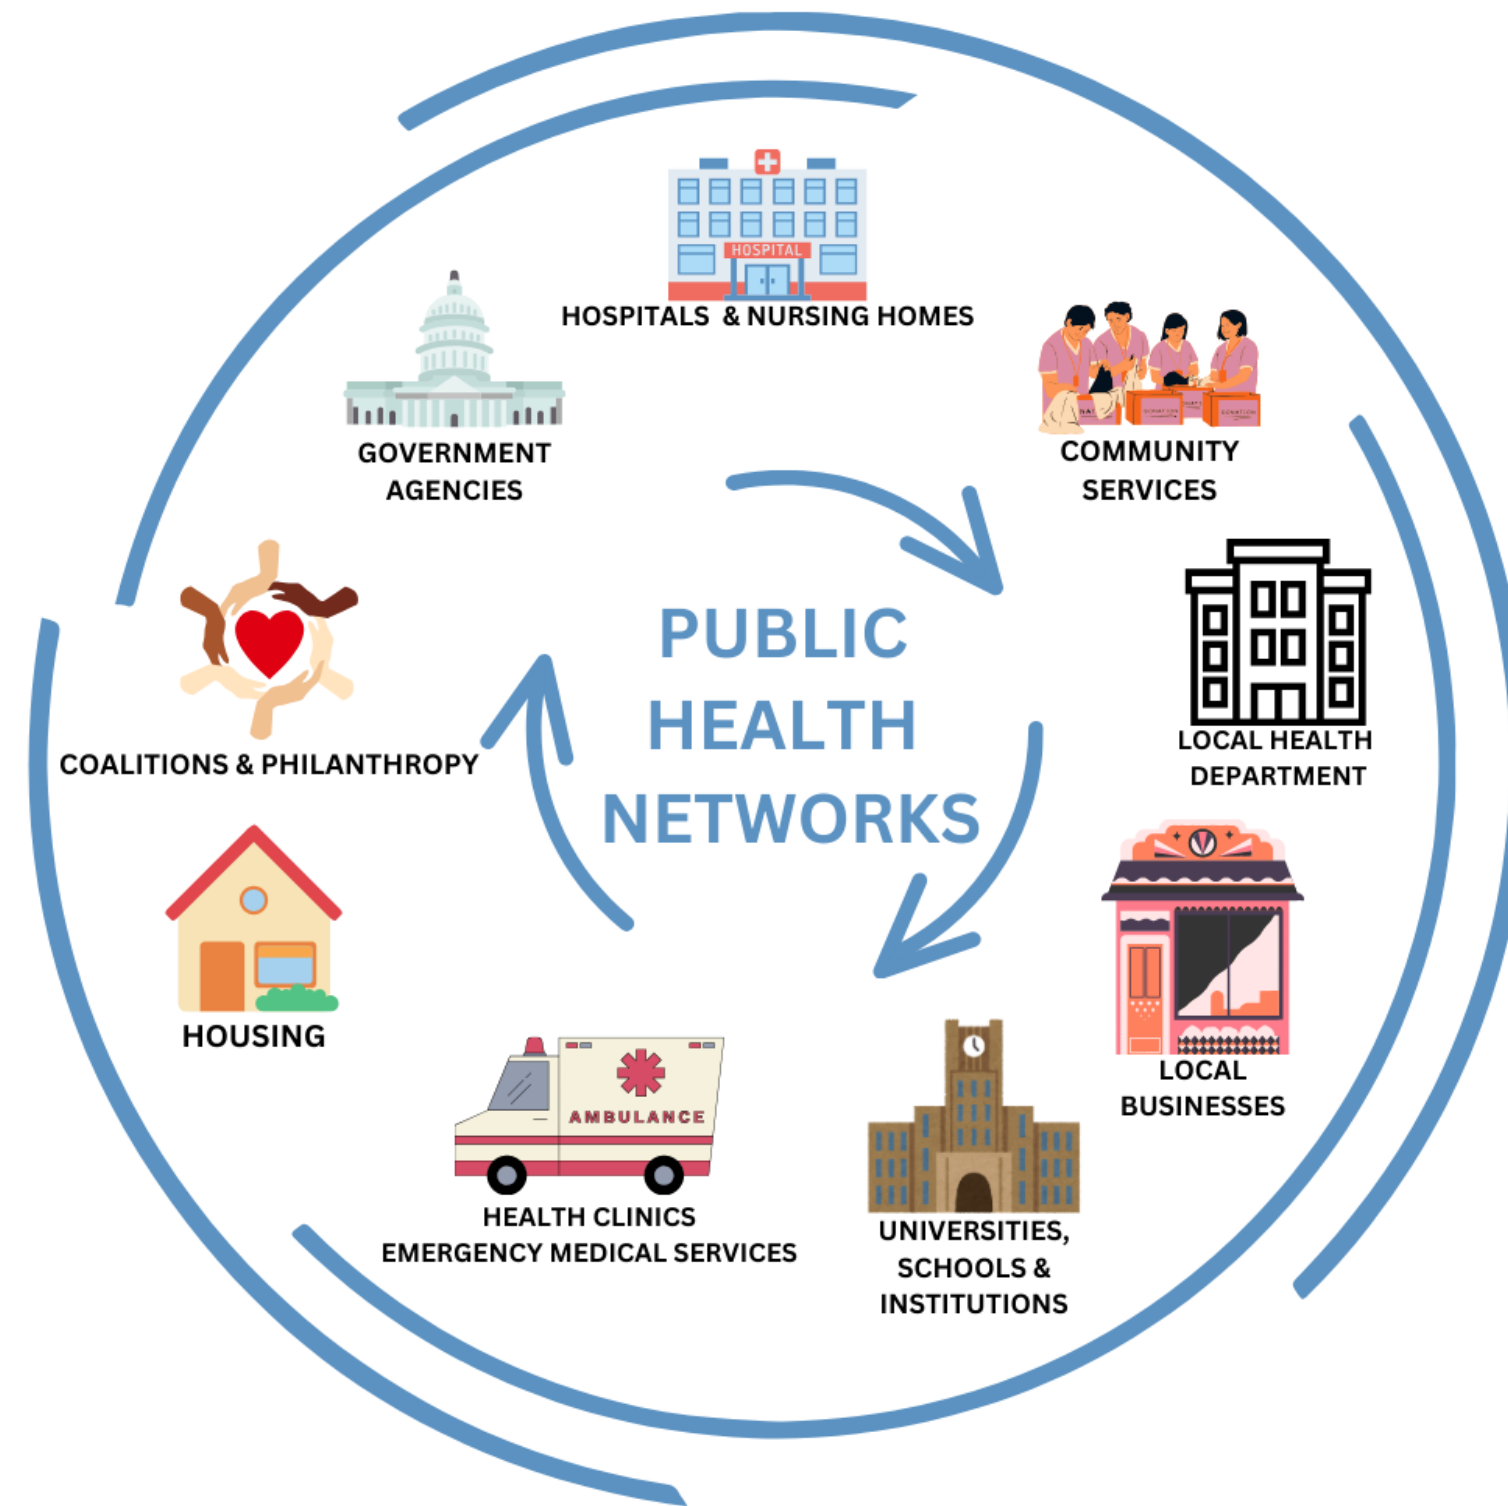 HOSPITAL
HOSPITALS & NURSING HOMES
GOVERNMENT
AGENCIES
DONATION
COMMUNITY
SERVICES
PUBLIC
HEALTH
NETWORKS
COALITIONS & PHILANTHROPY
LOCAL HEALTH
DEPARTMENT
HOUSING
LOCAL
BUSINESSES
AMBULANCE
HEALTH CLINICS
EMERGENCY MEDICAL SERVICES
UNIVERSITIES,
SCHOOLS &
INSTITUTIONS